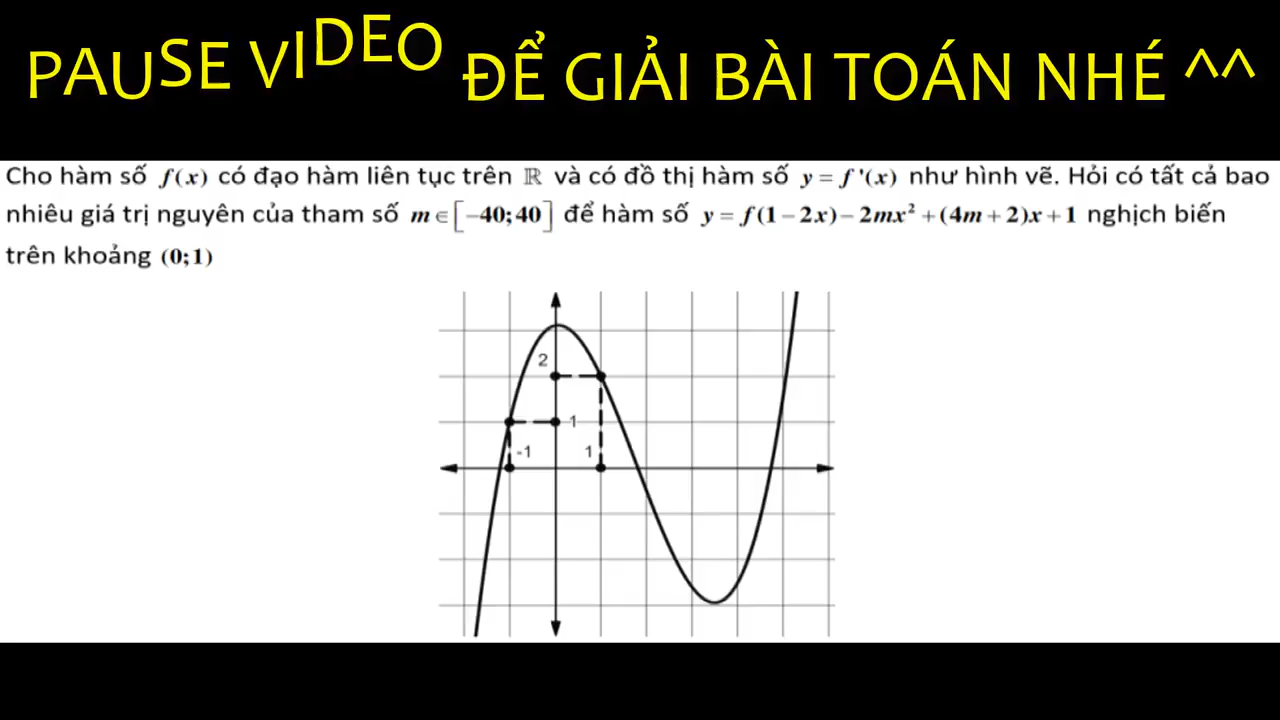 PAUSE VIDEO ĐỂ GIẢI BÀI TOÁN NHÉ ^^
Cho hàm số f(x) có đạo hàm liên tục trên ℝ và có đồ thị hàm số y = f '(x) như hình vẽ. Hỏi có tất cả bao
nhiêu giá trị nguyên của tham số m ∈ [−40; 40] để hàm số y = f(1 − 2x) − 2mx² + (4m + 2)x + 1 nghịch biến
trên khoảng (0;1)
2
1
-1
1